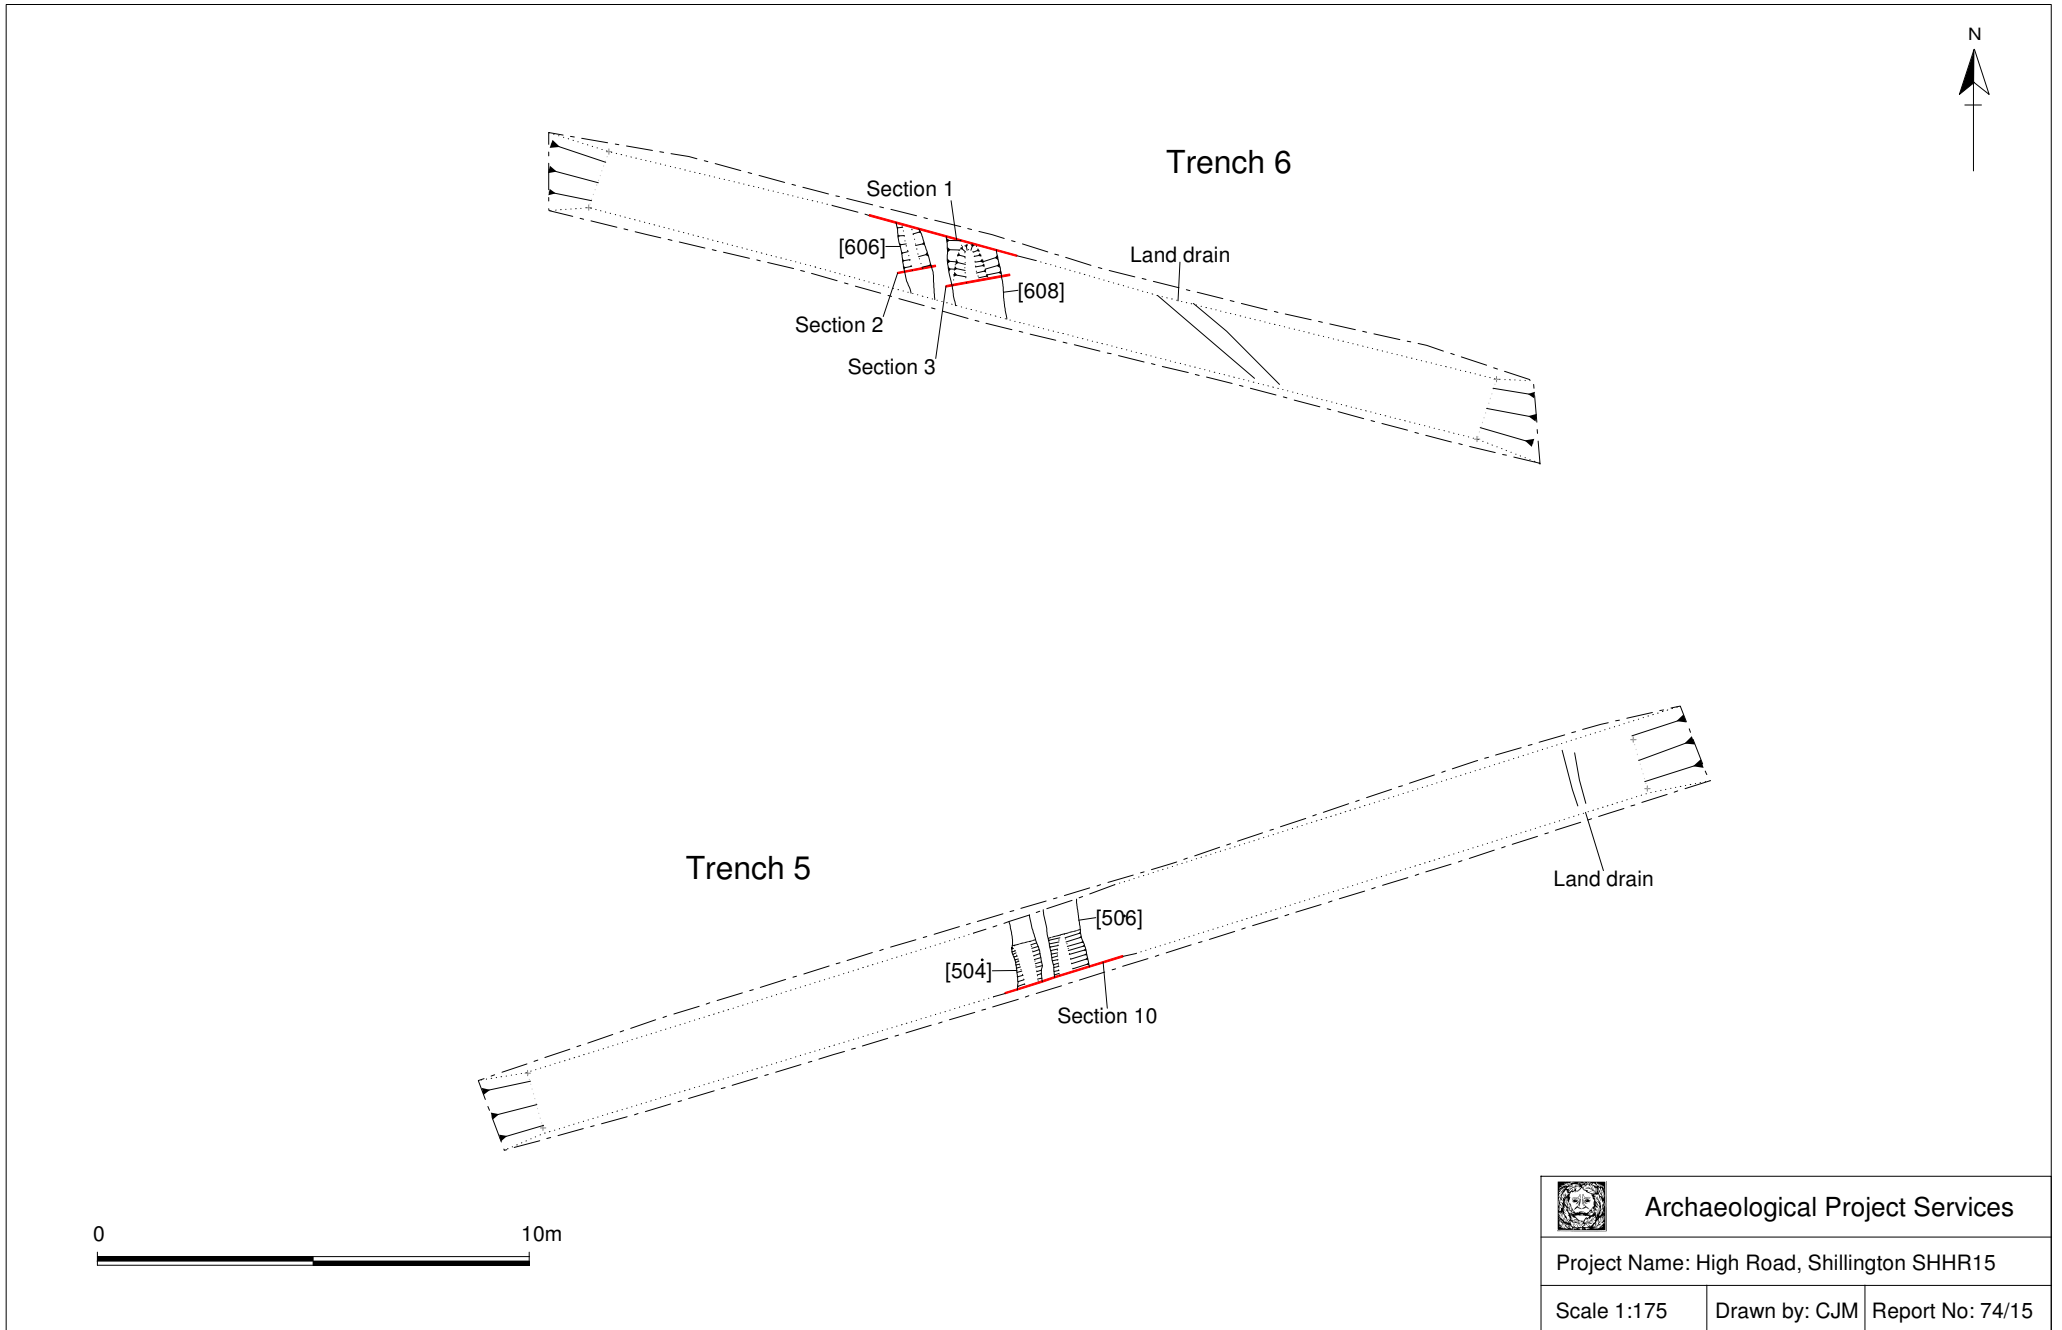 N
Trench 6
Section 1
[606]
Land drain
[608]
Section 2
Section 3
Trench 5
Land drain
[506]
[504]
Section 10
0 10m
Archaeological Project Services
Project Name: High Road, Shillington SHHR15
Scale 1:175 Drawn by: CJM Report No: 74/15